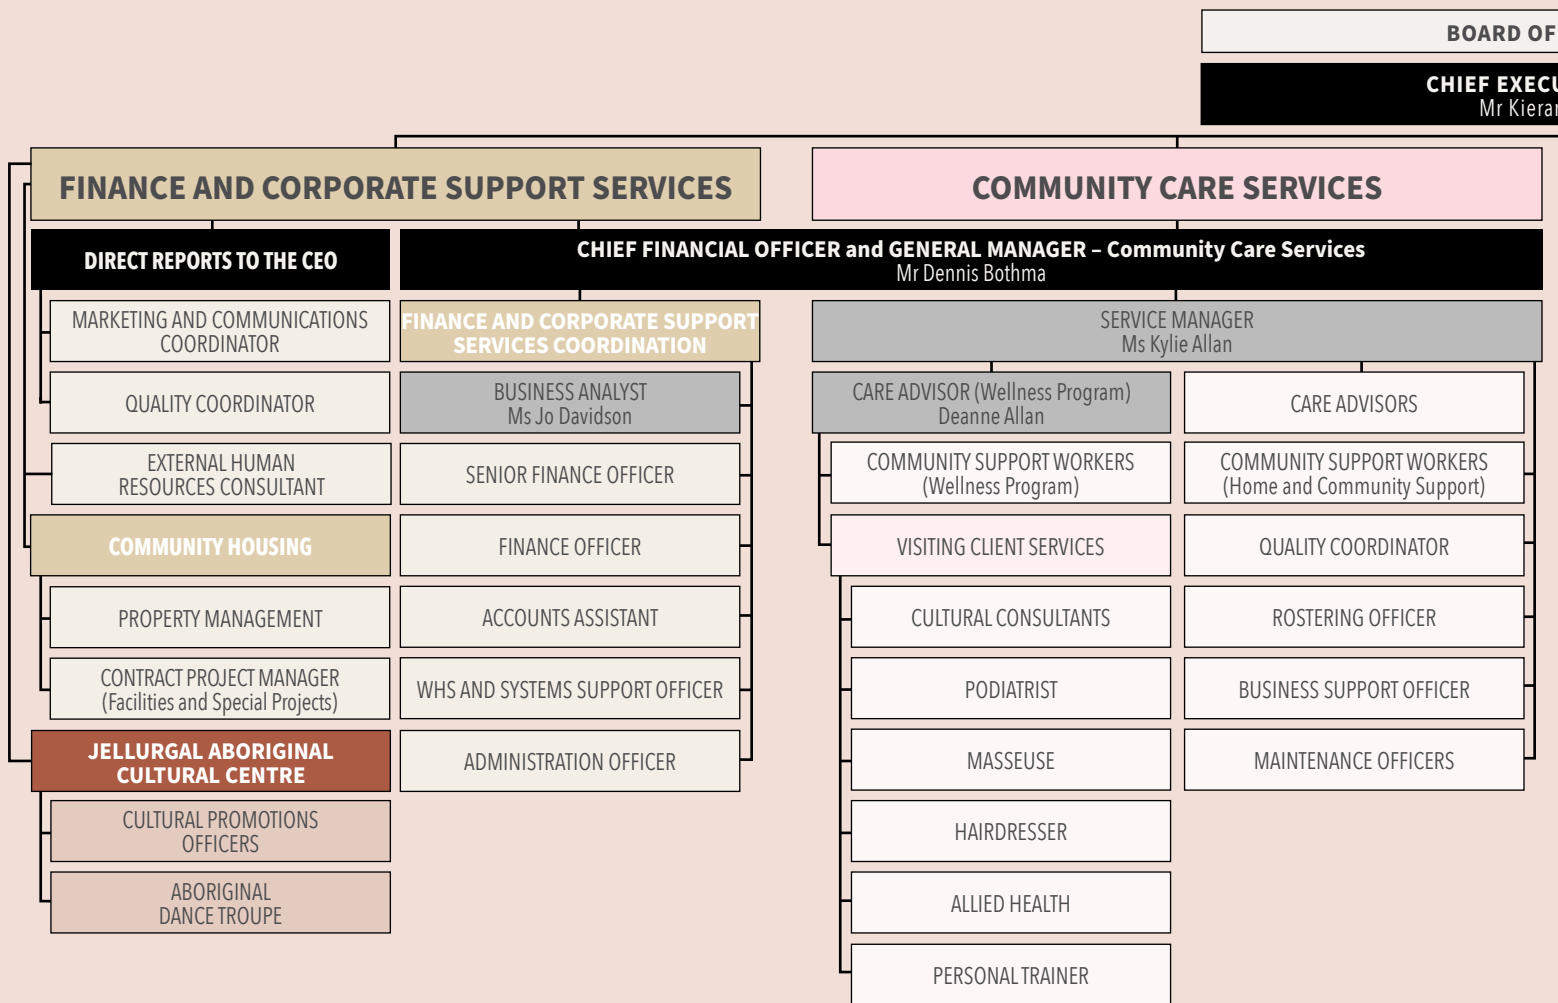 BOARD OF
CHIEF EXECU
Mr Kieran
FINANCE AND CORPORATE SUPPORT SERVICES
COMMUNITY CARE SERVICES
DIRECT REPORTS TO THE CEO
CHIEF FINANCIAL OFFICER and GENERAL MANAGER – Community Care Services
Mr Dennis Bothma
MARKETING AND COMMUNICATIONS
COORDINATOR
QUALITY COORDINATOR
EXTERNAL HUMAN
RESOURCES CONSULTANT
COMMUNITY HOUSING
PROPERTY MANAGEMENT
CONTRACT PROJECT MANAGER
(Facilities and Special Projects)
JELLURGAL ABORIGINAL
CULTURAL CENTRE
CULTURAL PROMOTIONS
OFFICERS
ABORIGINAL
DANCE TROUPE
FINANCE AND CORPORATE SUPPORT
SERVICES COORDINATION
BUSINESS ANALYST
Ms Jo Davidson
SENIOR FINANCE OFFICER
FINANCE OFFICER
ACCOUNTS ASSISTANT
WHS AND SYSTEMS SUPPORT OFFICER
ADMINISTRATION OFFICER
SERVICE MANAGER
Ms Kylie Allan
CARE ADVISOR (Wellness Program)
Deanne Allan
COMMUNITY SUPPORT WORKERS
(Wellness Program)
VISITING CLIENT SERVICES
CULTURAL CONSULTANTS
PODIATRIST
MASSEUSE
HAIRDRESSER
ALLIED HEALTH
PERSONAL TRAINER
CARE ADVISORS
COMMUNITY SUPPORT WORKERS
(Home and Community Support)
QUALITY COORDINATOR
ROSTERING OFFICER
BUSINESS SUPPORT OFFICER
MAINTENANCE OFFICERS